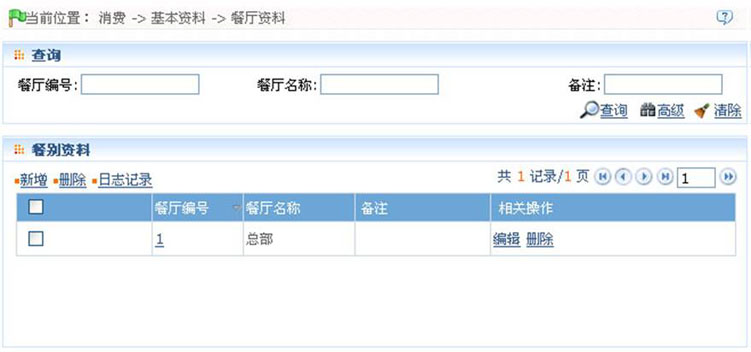 当前位置： 消费 -> 基本资料 -> 餐厅资料
查询
餐厅编号: 餐厅名称: 备注:
查询 高级 清除
餐别资料
新增 删除 日志记录 共 1 记录/1 页 1
餐厅编号 餐厅名称 备注 相关操作
1 总部 编辑 删除